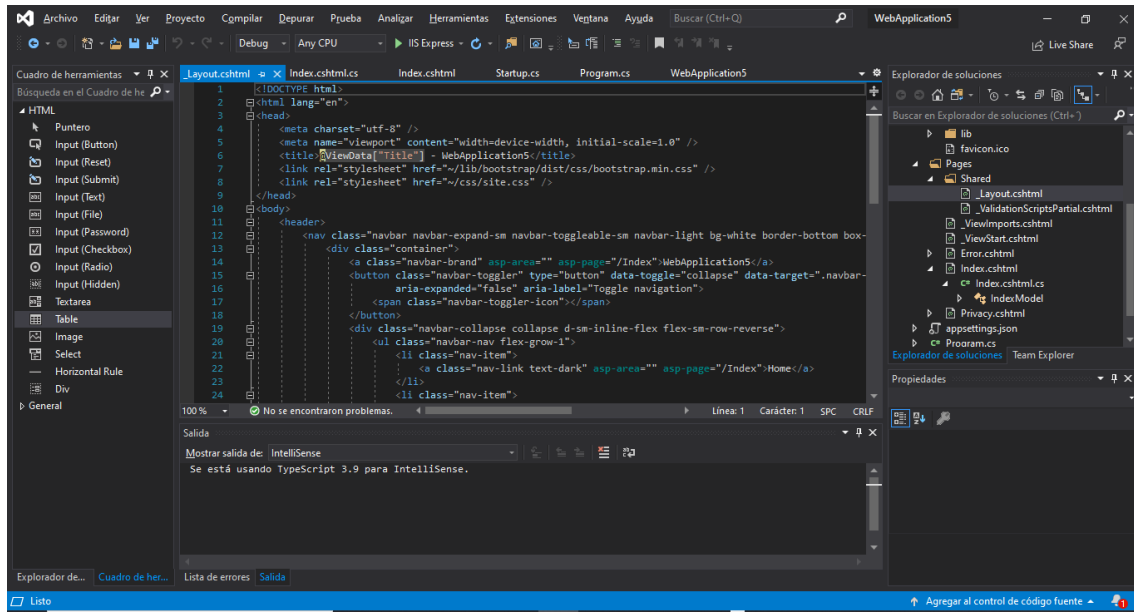 Archivo Editar Ver Proyecto Compilar Depurar Prueba Analizar Herramientas Extensiones Ventana Ayuda Buscar (Ctrl+Q) WebApplication5
Debug Any CPU IIS Express Live Share
Cuadro de herramientas
Búsqueda en el Cuadro de he
HTML
Puntero
Input (Button)
Input (Reset)
Input (Submit)
Input (Text)
Input (File)
Input (Password)
Input (Checkbox)
Input (Radio)
Input (Hidden)
Textarea
Table
Image
Select
Horizontal Rule
Div
General
Explorador de... Cuadro de her...
_Layout.cshtml Index.cshtml.cs Index.cshtml Startup.cs Program.cs WebApplication5
1 <!DOCTYPE html>
2 <html lang="en">
3 <head>
4 <meta charset="utf-8" />
5 <meta name="viewport" content="width=device-width, initial-scale=1.0" />
6 <title>@ViewData["Title"] - WebApplication5</title>
7 <link rel="stylesheet" href="~/lib/bootstrap/dist/css/bootstrap.min.css" />
8 <link rel="stylesheet" href="~/css/site.css" />
9 </head>
10 <body>
11 <header>
12 <nav class="navbar navbar-expand-sm navbar-toggleable-sm navbar-light bg-white border-bottom box-
13 <div class="container">
14 <a class="navbar-brand" asp-area="" asp-page="/Index">WebApplication5</a>
15 <button class="navbar-toggler" type="button" data-toggle="collapse" data-target=".navbar-
16 aria-expanded="false" aria-label="Toggle navigation">
17 <span class="navbar-toggler-icon"></span>
18 </button>
19 <div class="navbar-collapse collapse d-sm-inline-flex flex-sm-row-reverse">
20 <ul class="navbar-nav flex-grow-1">
21 <li class="nav-item">
22 <a class="nav-link text-dark" asp-area="" asp-page="/Index">Home</a>
23 </li>
24 <li class="nav-item">
100 % No se encontraron problemas. Línea: 1 Carácter: 1 SPC CRLF
Salida
Mostrar salida de: IntelliSense
Se está usando TypeScript 3.9 para IntelliSense.
Lista de errores Salida
Explorador de soluciones
Buscar en Explorador de soluciones (Ctrl+´)
lib
favicon.ico
Pages
Shared
_Layout.cshtml
_ValidationScriptsPartial.cshtml
_ViewImports.cshtml
_ViewStart.cshtml
Error.cshtml
Index.cshtml
C# Index.cshtml.cs
IndexModel
Privacy.cshtml
appsettings.json
C# Program.cs
Explorador de soluciones Team Explorer
Propiedades
Listo Agregar al control de código fuente 1